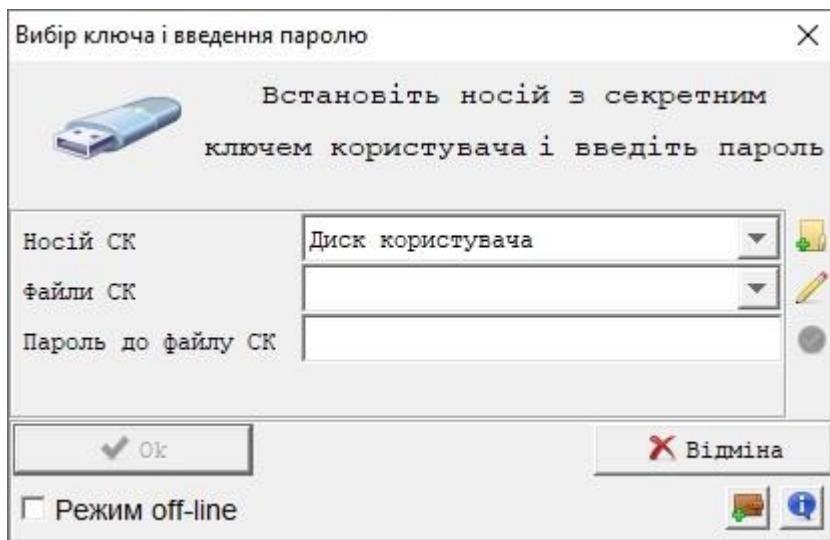 Вибір ключа і введення паролю
Встановіть носій з секретним
ключем користувача і введіть пароль
Носій СК
Диск користувача
Файли СК
Пароль до файлу СК
Ok
Відміна
Режим off-line